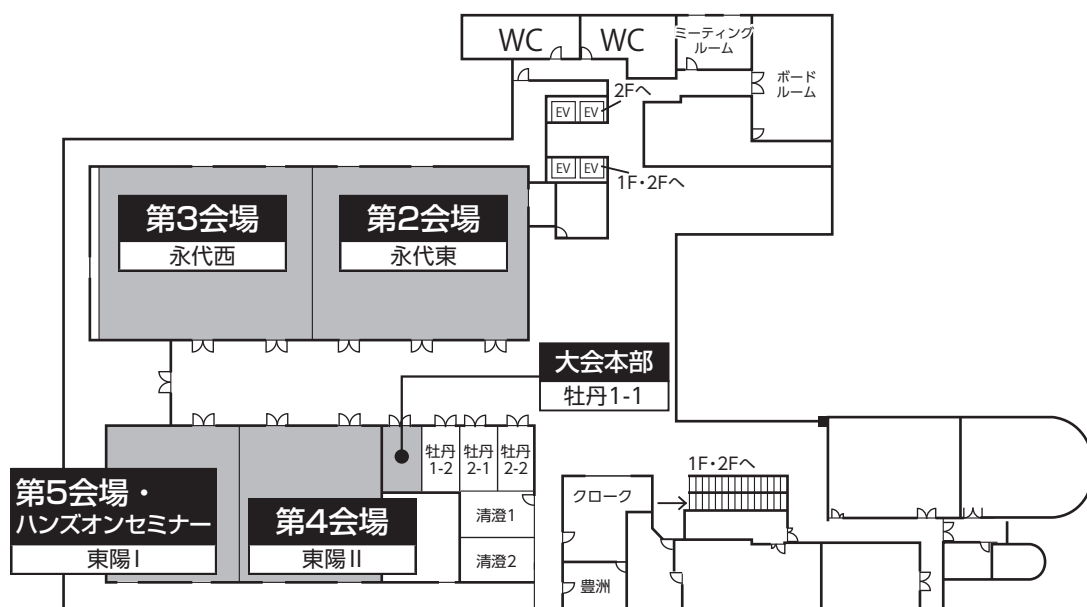 WC
WC
ミーティング
ルーム
ボード
ルーム
2Fへ
EV
EV
EV
EV
1F・2Fへ
第3会場
永代西
第2会場
永代東
大会本部
牡丹1-1
牡丹
1-2
牡丹
2-1
牡丹
2-2
第5会場・
ハンズオンセミナー
東陽Ⅰ
第4会場
東陽Ⅱ
清澄1
清澄2
クローク
1F・2Fへ
豊洲